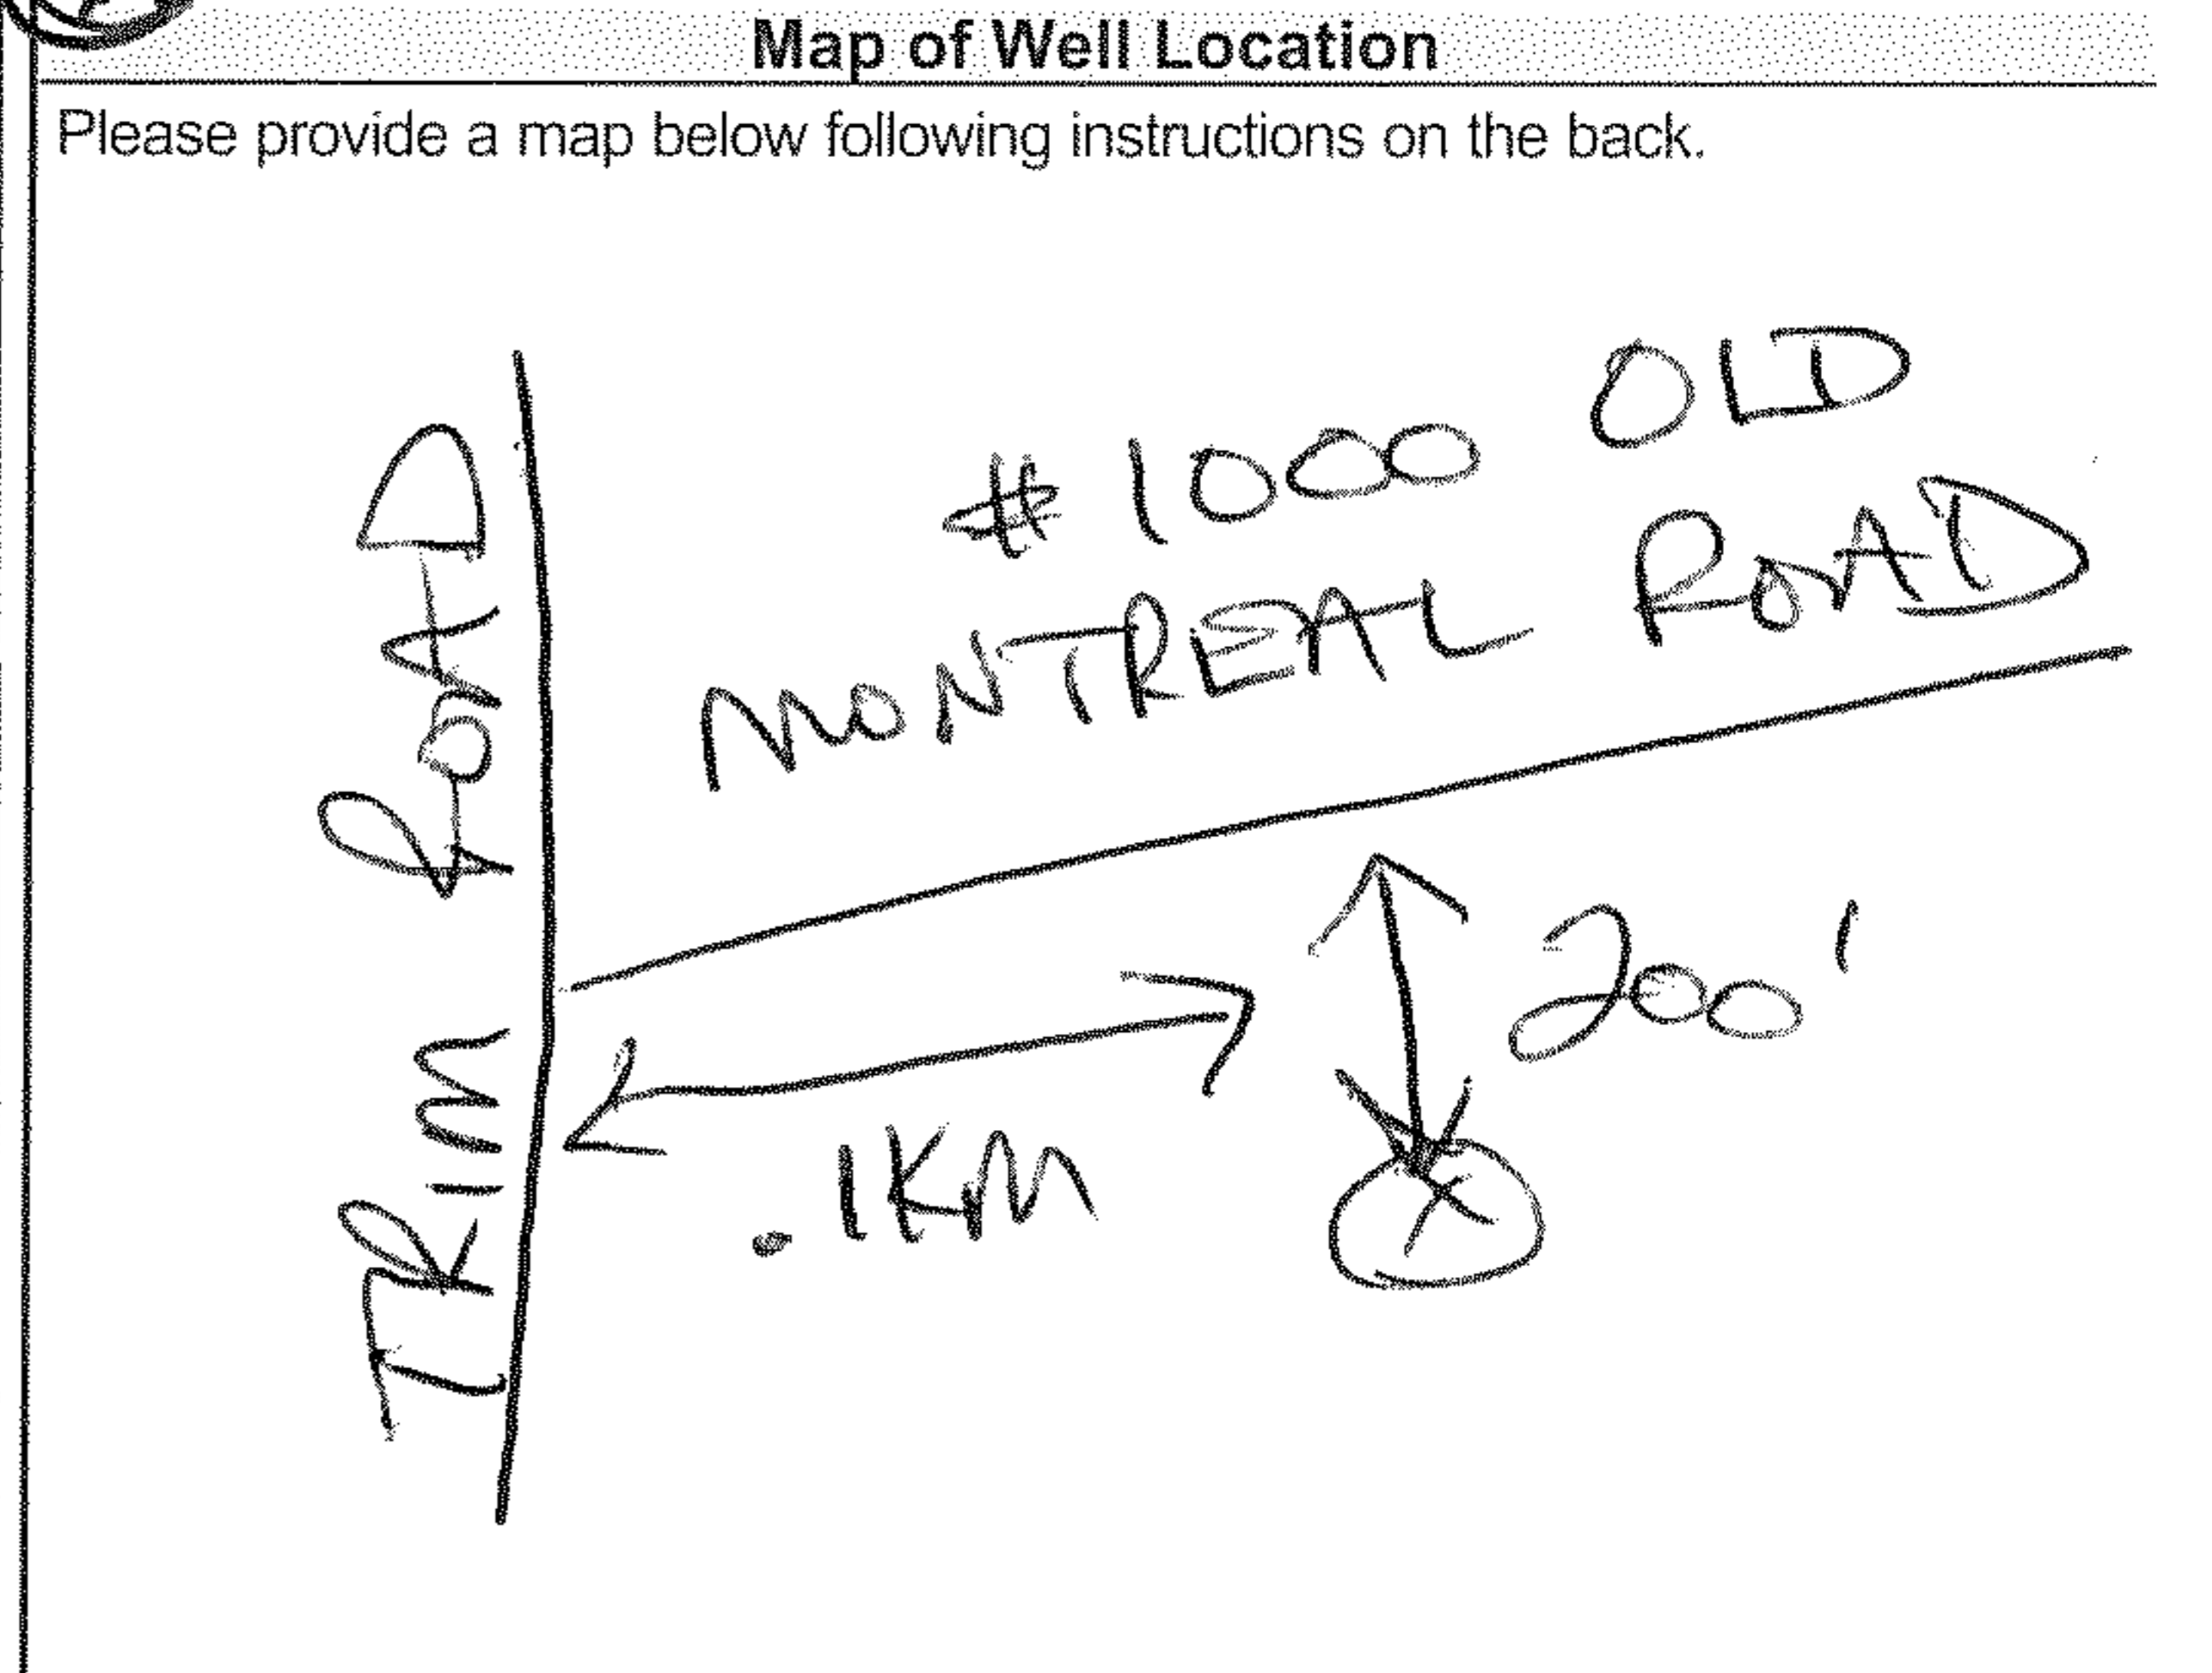 Map of Well Location
Please provide a map below following instructions on the back.
# 1000 OLD
MONTREAL ROAD
TRIM ROAD
200'
.1KM
X